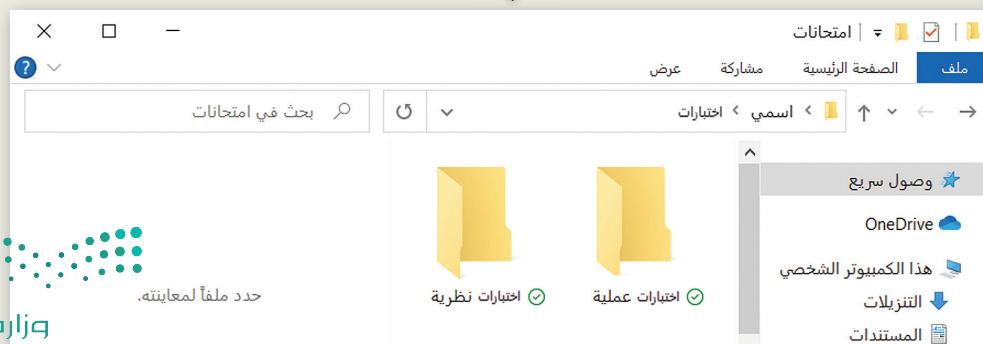 امتحانات
ملف
الصفحة الرئيسية
مشاركة
عرض
اسمي
اختبارات
بحث في امتحانات
وصول سريع
OneDrive
هذا الكمبيوتر الشخصي
التنزيلات
المستندات
اختبارات عملية
اختبارات نظرية
حدد ملفاً لمعاينته.